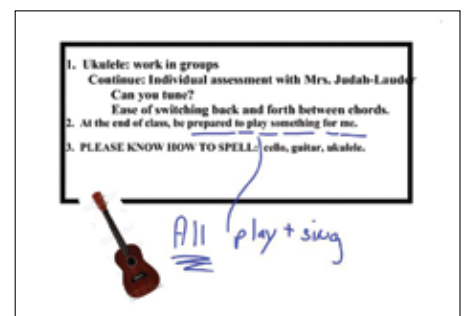 1. Ukulele: work in groups
Continue: Individual assessment with Mrs. Judah-Lauder
Can you tune?
Ease of switching back and forth between chords.
2. At the end of class, be prepared to play something for me.
3. PLEASE KNOW HOW TO SPELL: cello, guitar, ukulele.
All play + sing